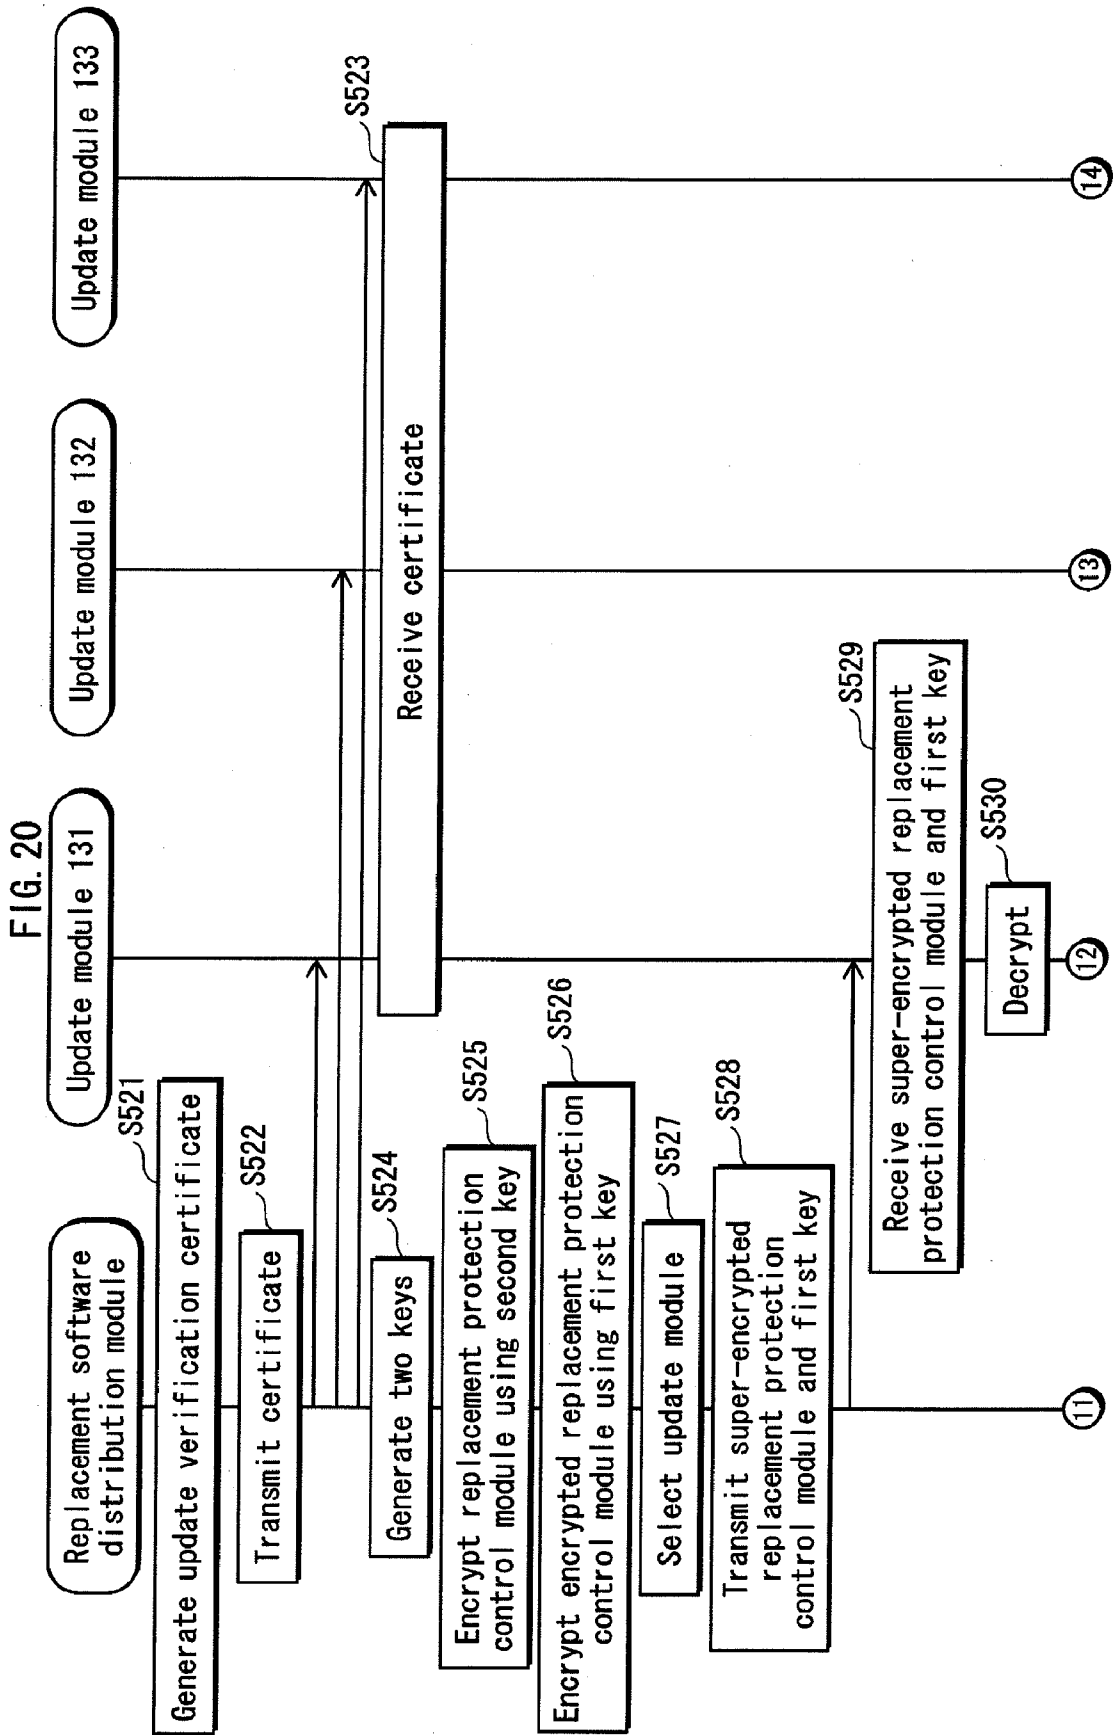 FIG. 20
Replacement software
distribution module
Update module 131
Update module 132
Update module 133
S521
Generate update verification certificate
S522
Transmit certificate
S523
Receive certificate
S524
Generate two keys
S525
Encrypt replacement protection
control module using second key
S526
Encrypt encrypted replacement protection
control module using first key
S527
Select update module
S528
Transmit super-encrypted
replacement protection
control module and first key
S529
Receive super-encrypted replacement
protection control module and first key
S530
Decrypt
11
12
13
14